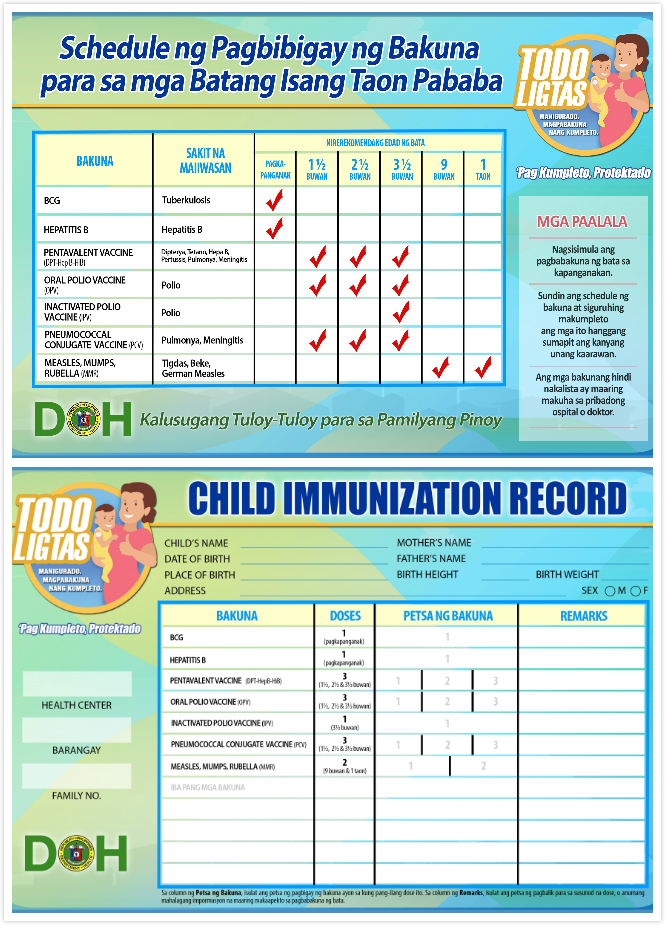 Schedule ng Pagbibigay ng Bakuna
para sa mga Batang Isang Taon Pababa
TODO
LIGTAS
MANIGURADO.
MAGPABAKUNA
NANG KUMPLETO.
'Pag Kumpleto, Protektado
BAKUNA
SAKIT NA
MAIIWASAN
NIREREKOMENDANG EDAD NG BATA
PAGKA-
PANGANAK
1 ½
BUWAN
2 ½
BUWAN
3 ½
BUWAN
9
BUWAN
1
TAON
BCG
Tuberkulosis
HEPATITIS B
Hepatitis B
PENTAVALENT VACCINE
(DPT-HepB-HiB)
Dipterya, Tetano, Hepa B,
Pertussis, Pulmonya, Meningitis
ORAL POLIO VACCINE
(OPV)
Polio
INACTIVATED POLIO
VACCINE (IPV)
Polio
PNEUMOCOCCAL
CONJUGATE VACCINE (PCV)
Pulmonya, Meningitis
MEASLES, MUMPS,
RUBELLA (MMR)
Tigdas, Beke,
German Measles
MGA PAALALA
Nagsisimula ang
pagbabakuna ng bata sa
kapanganakan.
Sundin ang schedule ng
bakuna at siguruhing
makumpleto
ang mga ito hanggang
sumapit ang kanyang
unang kaarawan.
Ang mga bakunang hindi
nakalista ay maaring
makuha sa pribadong
ospital o doktor.
DOH
Kalusugang Tuloy-Tuloy para sa Pamilyang Pinoy
TODO
LIGTAS
MANIGURADO.
MAGPABAKUNA
NANG KUMPLETO.
'Pag Kumpleto, Protektado
CHILD IMMUNIZATION RECORD
CHILD'S NAME
MOTHER'S NAME
DATE OF BIRTH
FATHER'S NAME
PLACE OF BIRTH
BIRTH HEIGHT
BIRTH WEIGHT
ADDRESS
SEX M F
HEALTH CENTER
BARANGAY
FAMILY NO.
DOH
BAKUNA
DOSES
PETSA NG BAKUNA
REMARKS
BCG
1
(pagkapanganak)
1
HEPATITIS B
1
(pagkapanganak)
1
PENTAVALENT VACCINE (DPT-HepB-HiB)
3
(1½, 2½ & 3½ buwan)
1 2 3
ORAL POLIO VACCINE (OPV)
3
(1½, 2½ & 3½ buwan)
1 2 3
INACTIVATED POLIO VACCINE (IPV)
1
(3½ buwan)
1
PNEUMOCOCCAL CONJUGATE VACCINE (PCV)
3
(1½, 2½ & 3½ buwan)
1 2 3
MEASLES, MUMPS, RUBELLA (MMR)
2
(9 buwan & 1 taon)
1 2
IBA PANG MGA BAKUNA
Sa column ng Petsa ng Bakuna, isulat ang petsa ng pagbigay ng bakuna ayon sa kung pang-ilang dose ito. Sa column ng Remarks, isulat ang petsa ng pagbalik para sa susunod na dose, o anumang
mahalagang impormasyon na maaring makaapekto sa pagbabakuna ng bata.